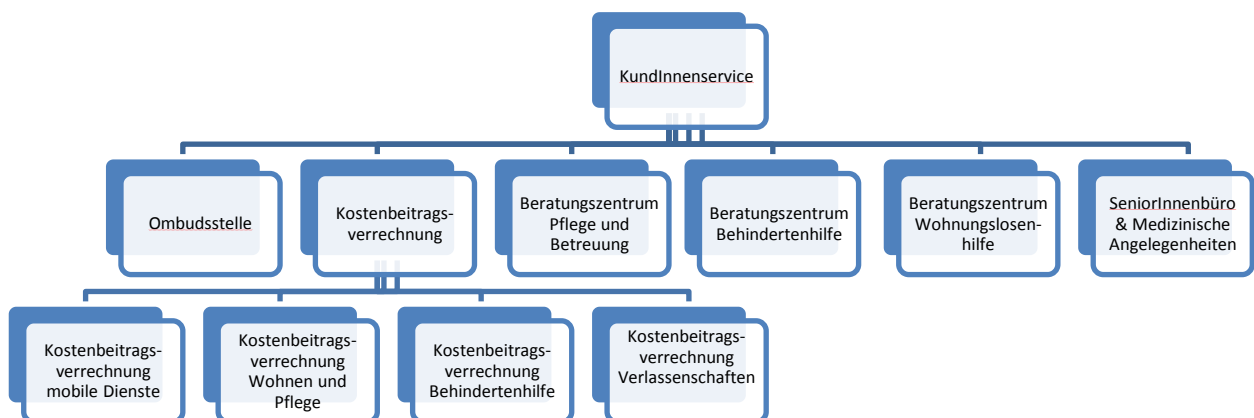 KundInnenservice
Ombudsstelle
Kostenbeitrags-
verrechnung
Beratungszentrum
Pflege und
Betreuung
Beratungszentrum
Behindertenhilfe
Beratungszentrum
Wohnungslosen-
hilfe
SeniorInnenbüro
& Medizinische
Angelegenheiten
Kostenbeitrags-
verrechnung
mobile Dienste
Kostenbeitrags-
verrechnung
Wohnen und
Pflege
Kostenbeitrags-
verrechnung
Behindertenhilfe
Kostenbeitrags-
verrechnung
Verlassenschaften